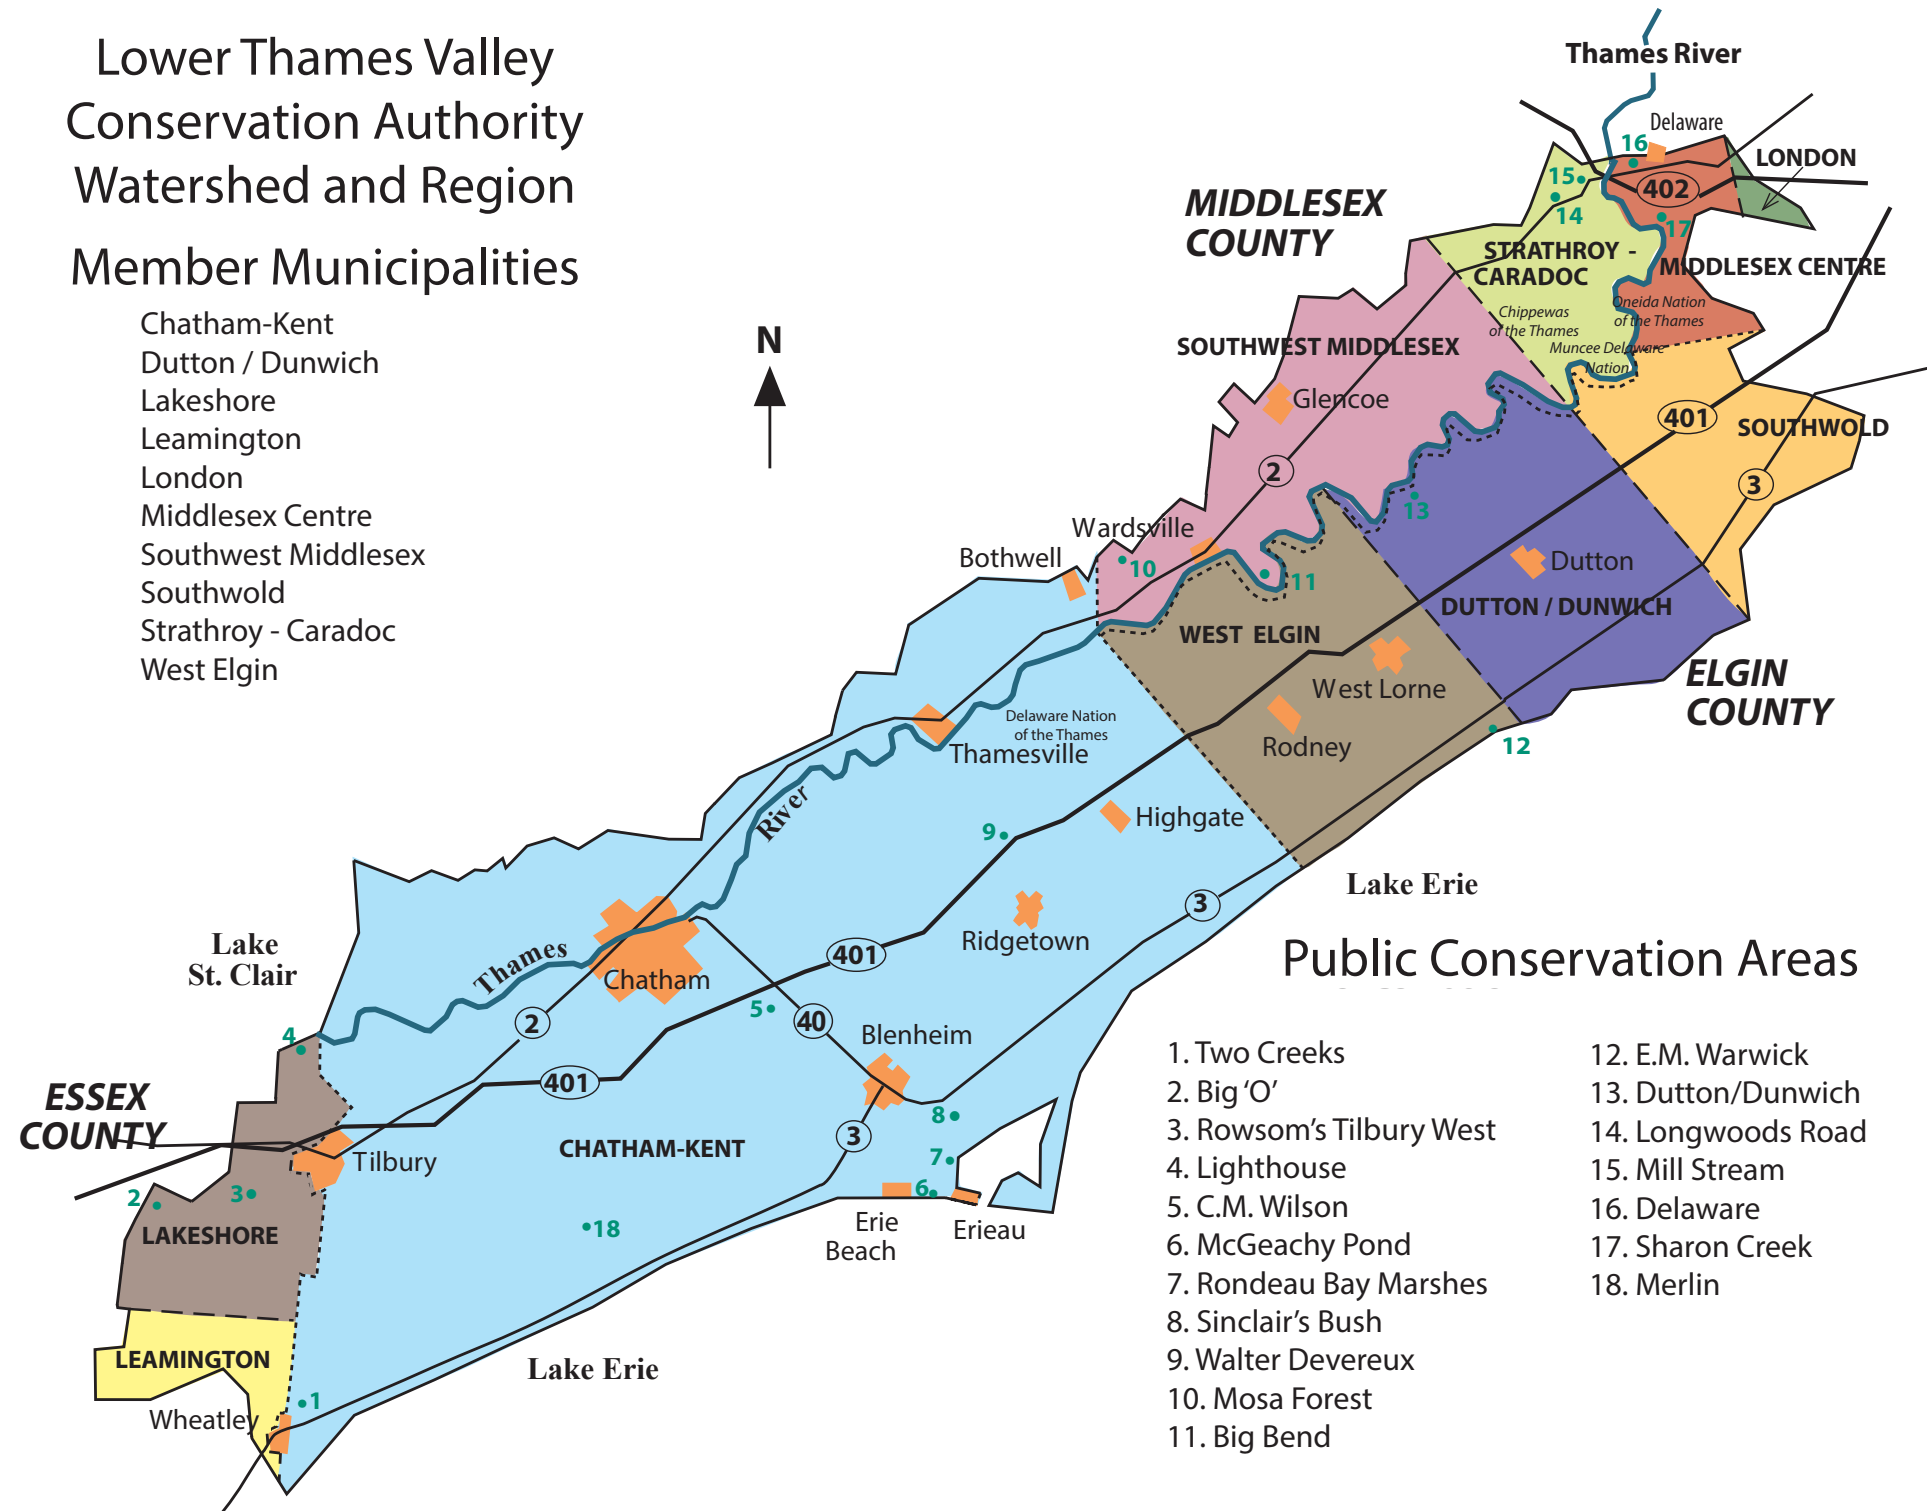 Lower Thames Valley
Conservation Authority
Watershed and Region
Member Municipalities
Chatham-Kent
Dutton / Dunwich
Lakeshore
Leamington
London
Middlesex Centre
Southwest Middlesex
Southwold
Strathroy - Caradoc
West Elgin
N
Thames River
Delaware
16
LONDON
15
402
14
17
MIDDLESEX
COUNTY
STRATHROY -
CARADOC
MIDDLESEX CENTRE
Chippewas
of the Thames
Oneida Nation
of the Thames
Muncee Delaware
Nation
SOUTHWEST MIDDLESEX
Glencoe
401
SOUTHWOLD
2
3
13
Wardsville
Bothwell
10
11
Dutton
DUTTON / DUNWICH
WEST ELGIN
West Lorne
ELGIN
COUNTY
Rodney
12
Delaware Nation
of the Thames
Thamesville
River
Highgate
9
Lake Erie
3
Ridgetown
401
Lake
St. Clair
Thames
Chatham
5
40
2
Blenheim
4
401
8
ESSEX
COUNTY
CHATHAM-KENT
3
7
Tilbury
6
2
3
18
Erie
Beach
Erieau
LAKESHORE
LEAMINGTON
Lake Erie
1
Wheatley
Public Conservation Areas
1. Two Creeks
2. Big 'O'
3. Rowsom's Tilbury West
4. Lighthouse
5. C.M. Wilson
6. McGeachy Pond
7. Rondeau Bay Marshes
8. Sinclair's Bush
9. Walter Devereux
10. Mosa Forest
11. Big Bend
12. E.M. Warwick
13. Dutton/Dunwich
14. Longwoods Road
15. Mill Stream
16. Delaware
17. Sharon Creek
18. Merlin